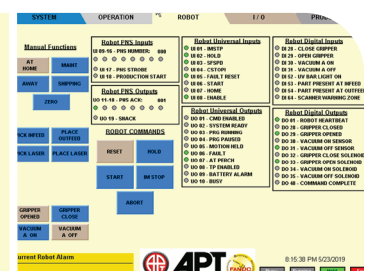 SYSTEM OPERATION ROBOT I / O
Manual Functions
AT HOME
MAINT
AWAY
SHIPPING
ZERO
PLACE OUTFEED
PLACE LASER
GRIPPER OPENED
GRIPPER CLOSE
VACUUM A ON
VACUUM A OFF
Robot PNS Inputs
UI 09-16 - PNS NUMBER: 000
UI 17 - PNS STROBE
UI 18 - PRODUCTION START
Robot PNS Outputs
UO 11-18 - PNS ACK: 001
UO 19 - SNACK
ROBOT COMMANDS
RESET
HOLD
START
IM STOP
ABORT
Robot Universal Inputs
UI 01 - IMSTP
UI 02 - HOLD
UI 03 - SFSPD
UI 04 - CSTOPI
UI 05 - FAULT RESET
UI 06 - START
UI 07 - HOME
UI 08 - ENABLE
Robot Universal Outputs
UO 01 - CMD ENABLED
UO 02 - SYSTEM READY
UO 03 - PRG RUNNING
UO 04 - PRG PAUSED
UO 05 - MOTION HELD
UO 06 - FAULT
UO 07 - AT PERCH
UO 08 - TP ENABLED
UO 09 - BATTERY ALARM
UO 10 - BUSY
Robot Digital Inputs
DI 28 - CLOSE GRIPPER
DI 29 - OPEN GRIPPER
DI 30 - VACUUM A ON
DI 31 - VACUUM A OFF
DI 52 - UV BAR LIGHT ON
DI 53 - PART PRESENT AT INFEED
DI 54 - PART PRESENT AT OUTFEED
DI 64 - SCANNER WARNING ZONE
Robot Digital Outputs
DO 01 - ROBOT HEARTBEAT
DO 28 - GRIPPER CLOSED
DO 29 - GRIPPER OPENED
DO 30 - VACUUM ON SENSOR
DO 31 - VACUUM OFF SENSOR
DO 32 - GRIPPER CLOSE SOLENOID
DO 33 - GRIPPER OPEN SOLENOID
DO 34 - VACUUM ON SOLENOID
DO 35 - VACUUM OFF SOLENOID
DO 40 - COMMAND COMPLETE
urrent Robot Alarm
APT
FANUC
8:15:38 PM 5/23/2019